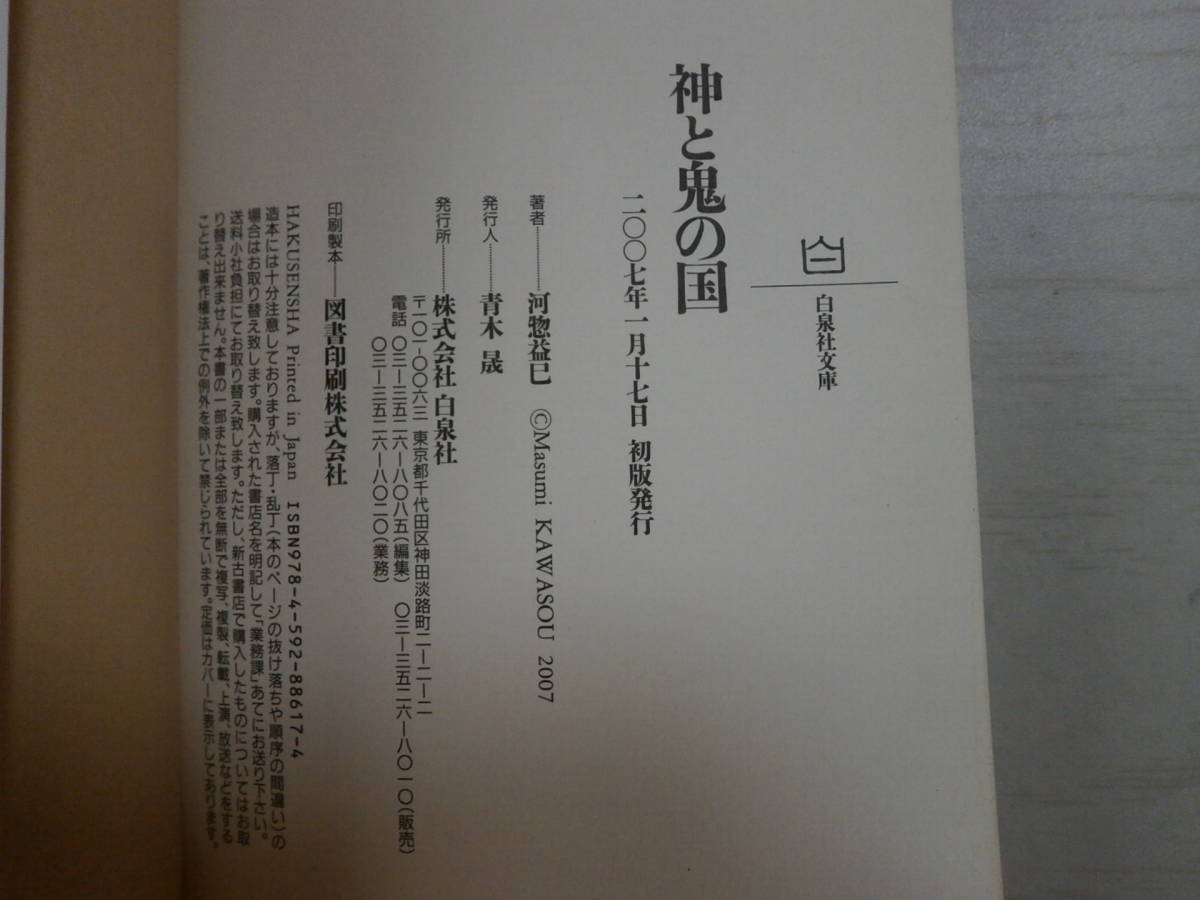 白泉社文庫
神と鬼の国
二〇〇七年一月十七日 初版発行
著者 河惣益巳 ©Masumi KAWASOU 2007
発行人 青木 晟
発行所 株式会社 白泉社
〒一〇一-〇〇六三 東京都千代田区神田淡路町二-二-二
電話 〇三-三五二六-八〇八五(編集) 〇三-三五二六-八〇一〇(販売)
〇三-三五二六-八〇二〇(業務)
印刷製本 図書印刷株式会社
HAKUSENSHA Printed in Japan ISBN978-4-592-88617-4
造本には十分注意しておりますが、落丁・乱丁(本のページの抜け落ちや順序の間違い)の
場合はお取り替え致します。購入された書店名を明記して「業務課」あてにお送り下さい。
送料小社負担にてお取り替え致します。ただし、新古書店で購入したものについてはお取
り替え出来ません。本書の一部または全部を無断で複写、複製、転載、上演、放送などをする
ことは、著作権法上での例外を除いて禁じられています。定価はカバーに表示してあります。